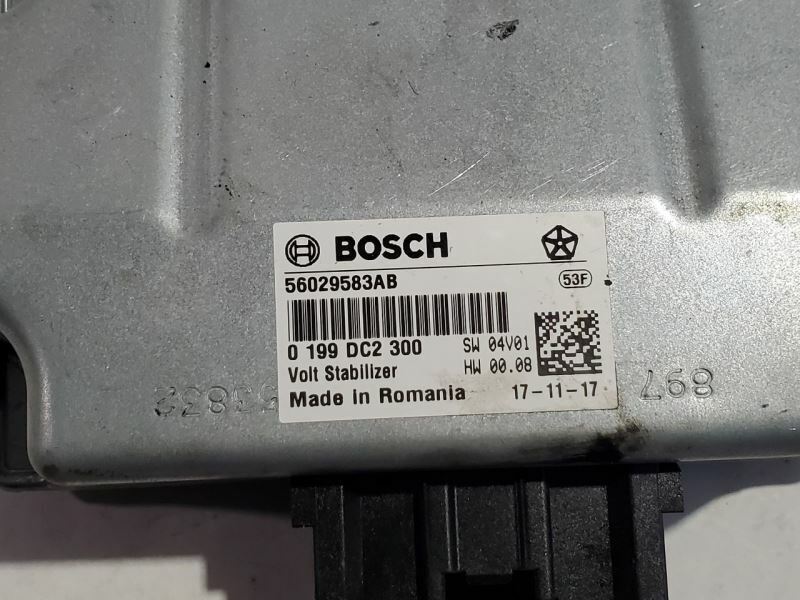 BOSCH
56029583AB
53F
0 199 DC2 300
SW 04V01
Volt Stabilizer
HW 00.08
Made in Romania
17-11-17
897